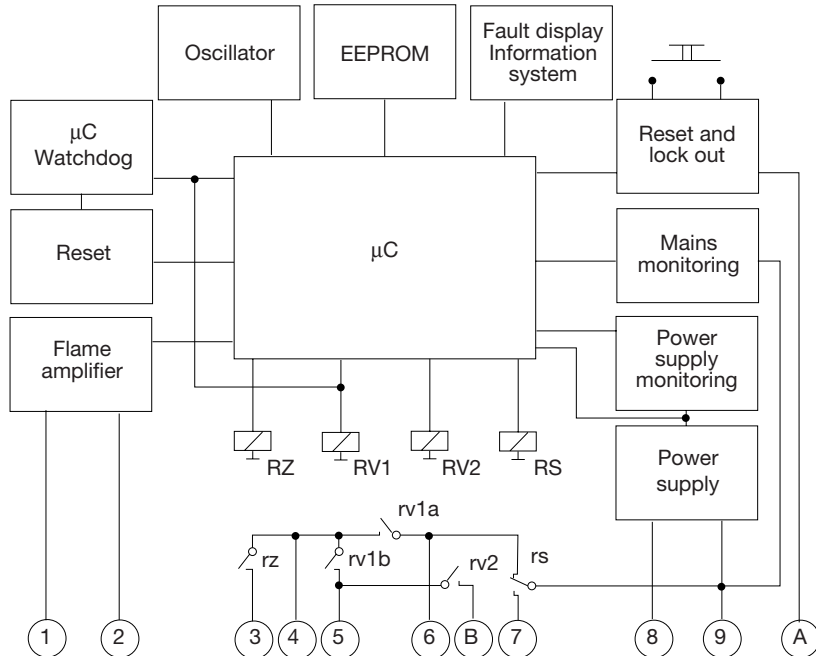 Oscillator
EEPROM
Fault display
Information
system
µC
Watchdog
Reset and
lock out
Reset
µC
Mains
monitoring
Flame
amplifier
Power
supply
monitoring
RZ
RV1
RV2
RS
Power
supply
rv1a
rz
rv1b
rv2
rs
1
2
3
4
5
6
B
7
8
9
A